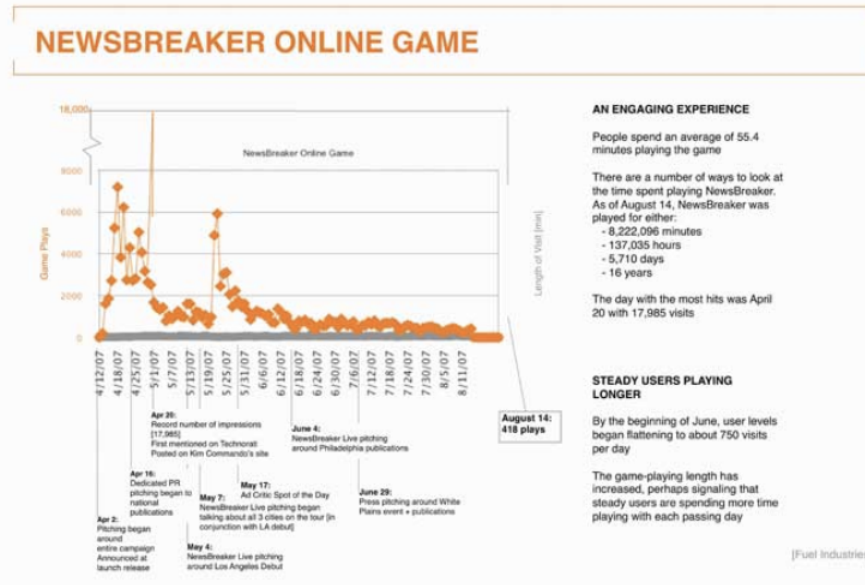 NEWSBREAKER ONLINE GAME
18,000
NewsBreaker Online Game
8000
6000
4000
2000
0
Game Plays
Length of Visit [min]
4/12/07
4/18/07
4/25/07
5/1/07
5/7/07
5/13/07
5/19/07
5/25/07
5/31/07
6/6/07
6/12/07
6/18/07
6/24/07
6/30/07
7/6/07
7/12/07
7/18/07
7/24/07
7/30/07
8/5/07
8/11/07
Apr 20:
Record number of impressions
[17,985]
First mentioned on Technorati
Posted on Kim Commando's site
June 4:
NewsBreaker Live pitching
around Philadelphia publications
August 14:
418 plays
Apr 16:
Dedicated PR
pitching began to
national
publications
May 17:
Ad Critic Spot of the Day
May 7:
NewsBreaker Live pitching began
talking about all 3 cities on the tour [in
conjunction with LA debut]
June 29:
Press pitching around White
Plains event + publications
Apr 2:
Pitching began
around
entire campaign
Announced at
launch release
May 4:
NewsBreaker Live pitching
around Los Angeles Debut
AN ENGAGING EXPERIENCE
People spend an average of 55.4
minutes playing the game
There are a number of ways to look at
the time spent playing NewsBreaker.
As of August 14, NewsBreaker was
played for either:
- 8,222,096 minutes
- 137,035 hours
- 5,710 days
- 16 years
The day with the most hits was April
20 with 17,985 visits
STEADY USERS PLAYING
LONGER
By the beginning of June, user levels
began flattening to about 750 visits
per day
The game-playing length has
increased, perhaps signaling that
steady users are spending more time
playing with each passing day
[Fuel Industries